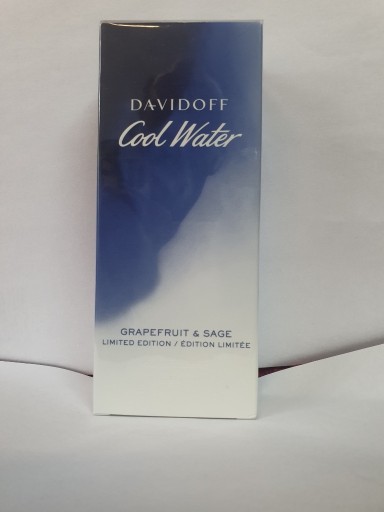 DAVIDOFF
Cool Water
GRAPEFRUIT & SAGE
LIMITED EDITION / ÉDITION LIMITÉE